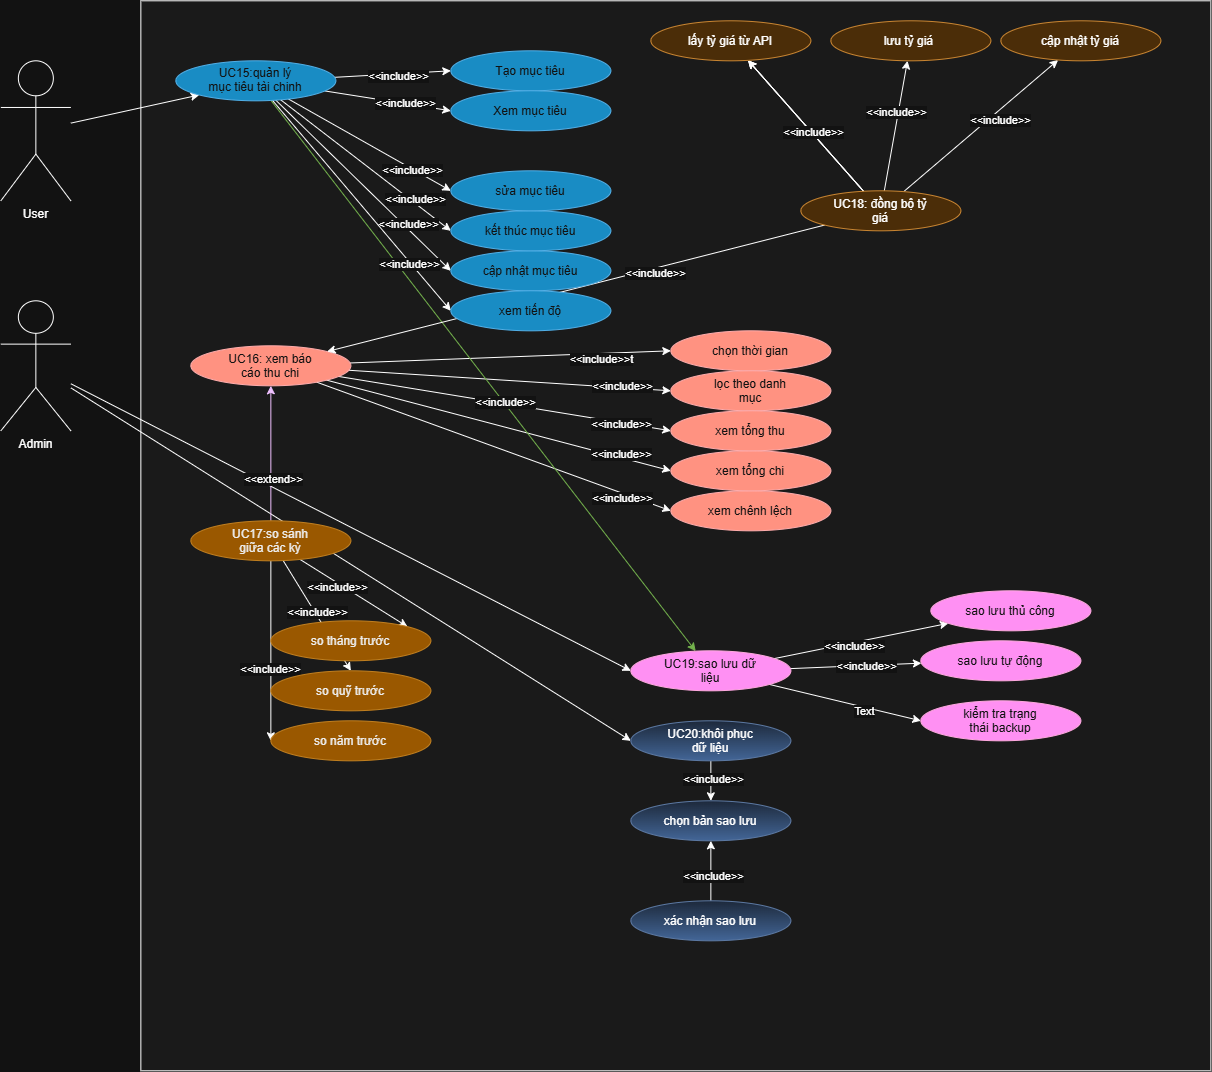 lấy tỷ giá từ API
lưu tỷ giá
cập nhật tỷ giá
UC15:quản lý
mục tiêu tải chinh
<<include>>
Tạo mục tiêu
<<include>>
Xem mục tiêu
<<include>>
<<include>>
<<include>>
<<include>>
sửa mục tiêu
<<include>>
kết thúc mục tiêu
<<include>>
cập nhật mục tiêu
<<include>>
xem tiến độ
UC18: đồng bộ tỷ
giá
<<include>>
User
Admin
UC16: xem báo
cáo thu chi
<<include>>t
chọn thời gian
<<include>>
lọc theo danh
mục
<<include>>
<<include>>
xem tổng thu
<<include>>
xem tổng chi
<<include>>
xem chênh lệch
<<extend>>
UC17:so sánh
giữa các kỳ
<<include>>
<<include>>
so tháng trước
<<include>>
so quỹ trước
so năm trước
UC19:sao lưu dữ
liệu
<<include>>
sao lưu thủ công
<<include>>
sao lưu tự động
Text
kiểm tra trạng
thái backup
UC20:khôi phục
dữ liệu
<<include>>
chọn bản sao lưu
<<include>>
xác nhận sao lưu